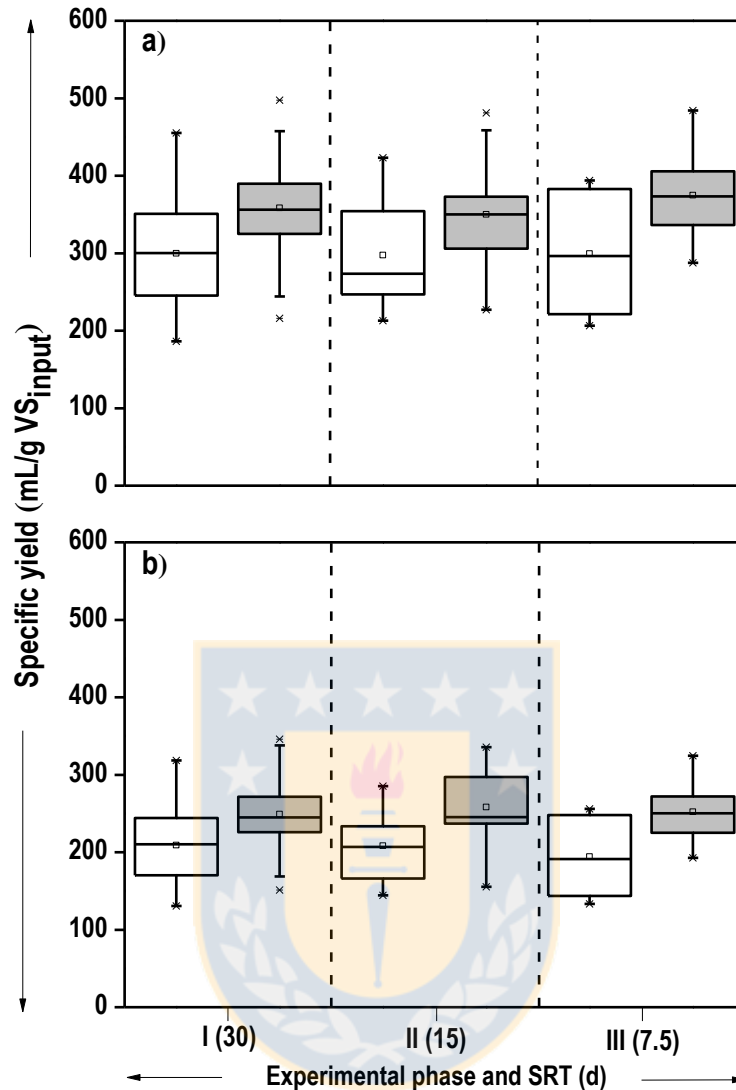 a)
600
500
400
300
200
100
0
b)
600
500
400
300
200
100
0
Specific yield (mL/g VSinput)
I (30) II (15) III (7.5)
Experimental phase and SRT (d)